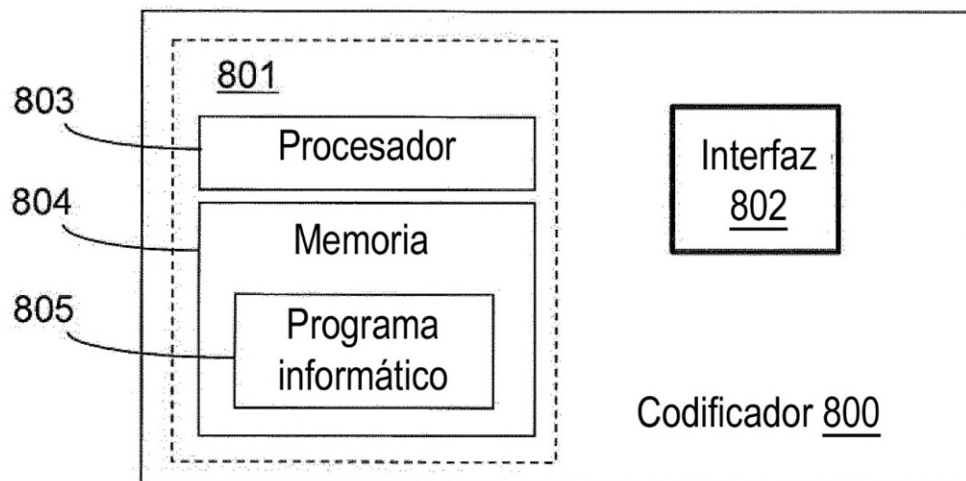 801
803
Procesador
Interfaz
802
804
Memoria
805
Programa
informático
Codificador 800